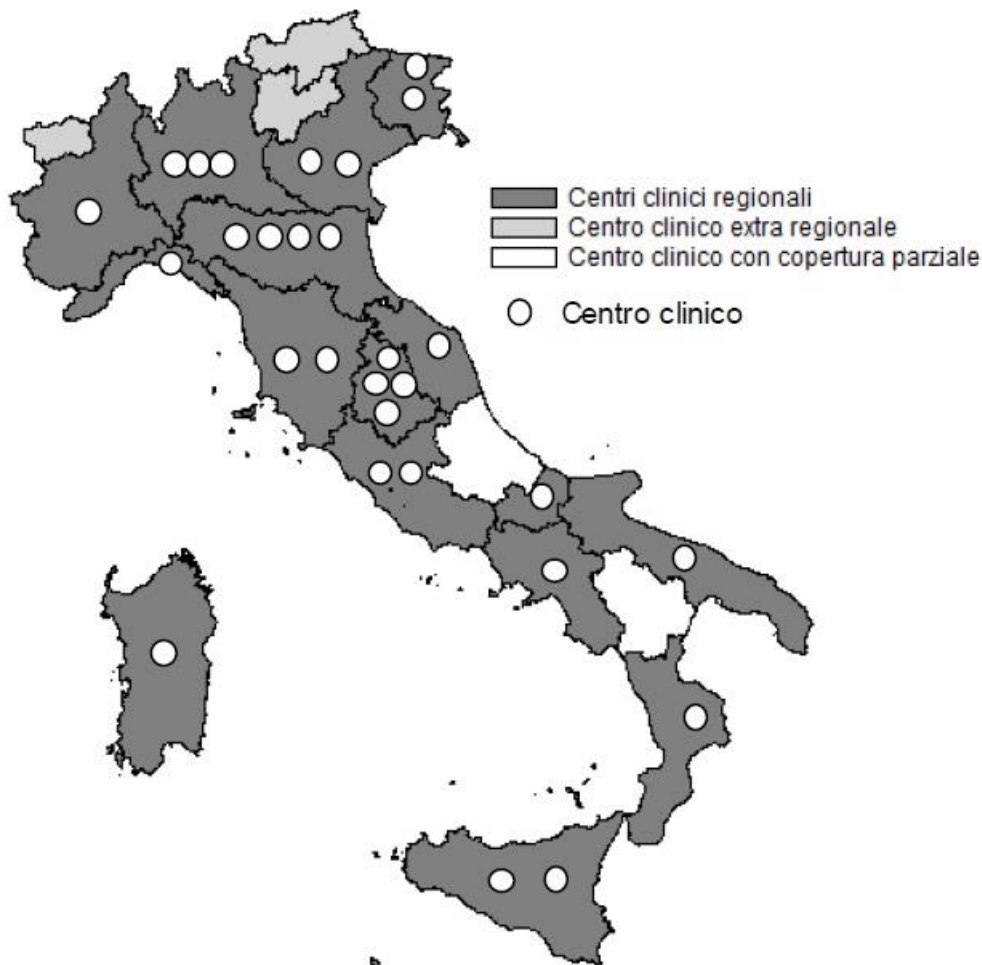 Centri clinici regionali
Centro clinico extra regionale
Centro clinico con copertura parziale
Centro clinico